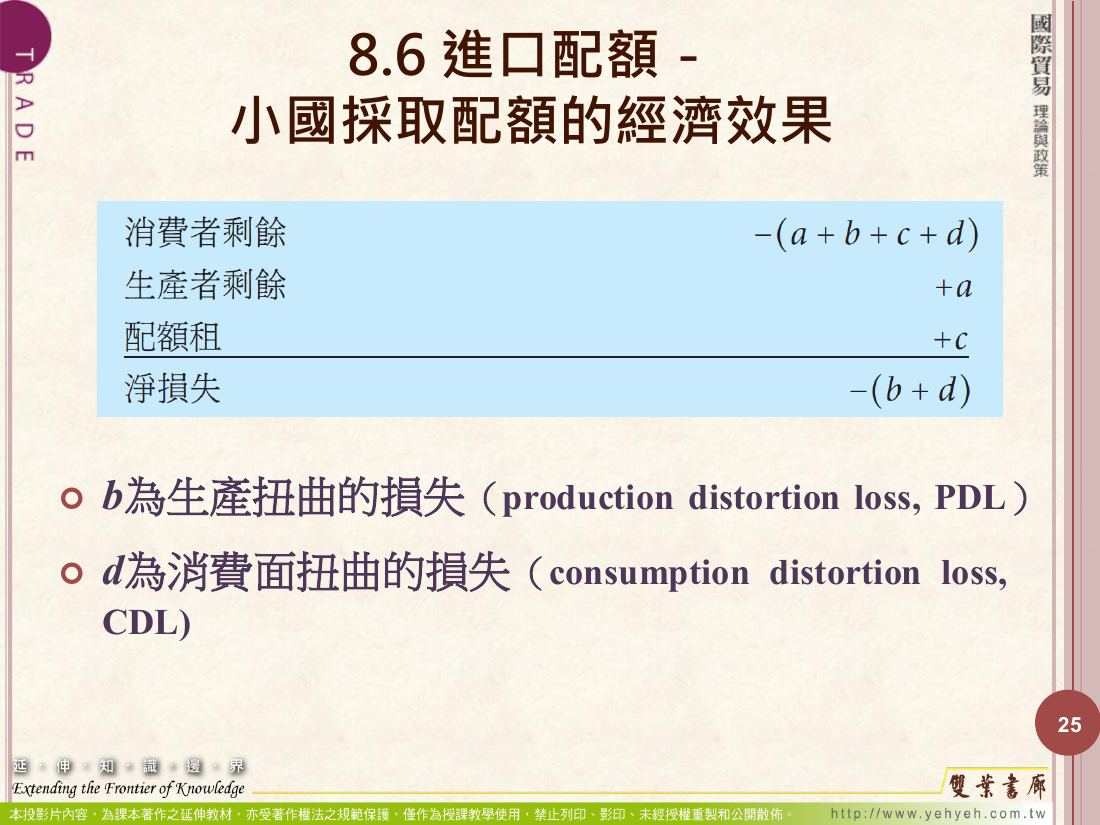 TRADE
國際貿易 理論與政策
8.6 進口配額 -
小國採取配額的經濟效果
消費者剩餘 −(a + b + c + d)
生產者剩餘 +a
配額租 +c
淨損失 −(b + d)
b為生產扭曲的損失（production distortion loss, PDL）
d為消費面扭曲的損失（consumption distortion loss,
CDL)
25
延．伸．知．識．邊．界
Extending the Frontier of Knowledge
雙葉書廊
本投影片內容，為課本著作之延伸教材，亦受著作權法之規範保護，僅作為授課教學使用，禁止列印、影印、未經授權重製和公開散佈。
http://www.yehyeh.com.tw